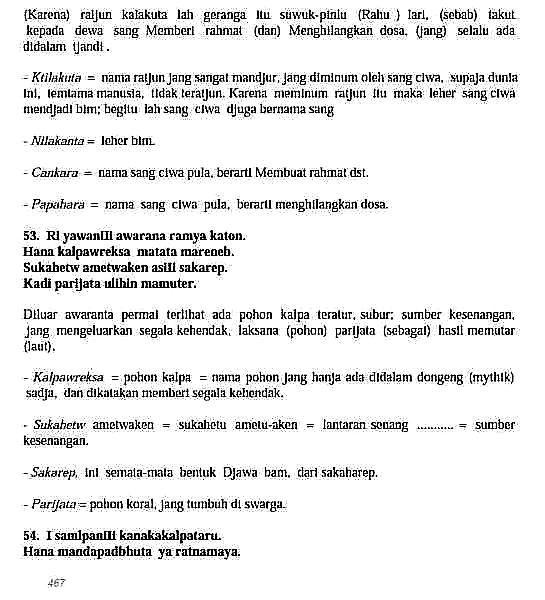 (Karena) ratjun kalakuta lah geranga itu suwuk-pintu (Rahu ) lari, (sebab) takut
kepada dewa sang Memberi rahmat (dan) Menghilangkan dosa, (jang) selalu ada
didalam tjandi .
- Ktilakuta = nama ratjun jang sangat mandjur, jang diminum oleh sang ciwa, supaja dunia
ini, terutama manusia, tidak teratjun. Karena meminum ratjun itu maka leher sang ciwa
mendjadi bim; begitu lah sang ciwa djuga bernama sang
- Nilakanta = leher bim.
- Cankara = nama sang ciwa pula, berarti Membuat rahmat dst.
- Papahara = nama sang ciwa pula, berarti menghilangkan dosa.
53. Ri yawanIII awarana ramya katon.
Hana kalpawreksa matata mareneb.
Sukahetw ametwaken asIII sakarep.
Kadi parijata ulihin mamuter.
Diluar awaranta permai terlihat ada pohon kalpa teratur, subur; sumber kesenangan,
jang mengeluarkan segala kehendak, laksana (pohon) parijata (sebagai) hasil memutar
(laut).
- Kalpawreksa = pohon kalpa = nama pohon jang hanja ada didalam dongeng (mythik)
sadja, dan dikatakan memberi segala kehendak.
- Sukahetw ametwaken = sukahetu ametu-aken = lantaran senang ........... = sumber
kesenangan.
- Sakarep, ini semata-mata bentuk Djawa bam, dari sakaharep.
- Parijata = pohon koral, jang tumbuh di swarga.
54. I samipanIII kanakakalpataru.
Hana mandapadbhuta ya ratnamaya.
467